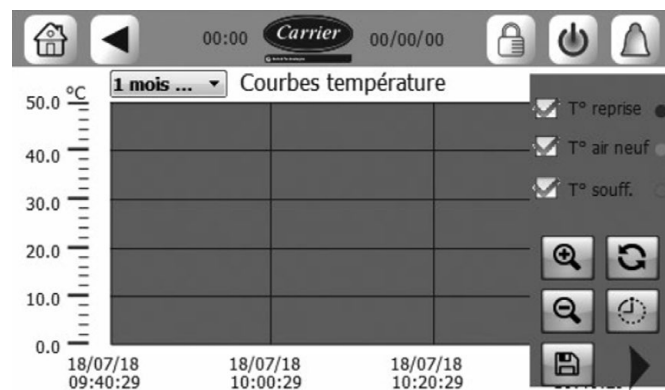 00:00
Carrier
00/00/00
1 mois ...
Courbes température
°C
50.0
40.0
30.0
20.0
10.0
0.0
T° reprise
T° air neuf
T° souff.
18/07/18
09:40:29
18/07/18
10:00:29
18/07/18
10:20:29